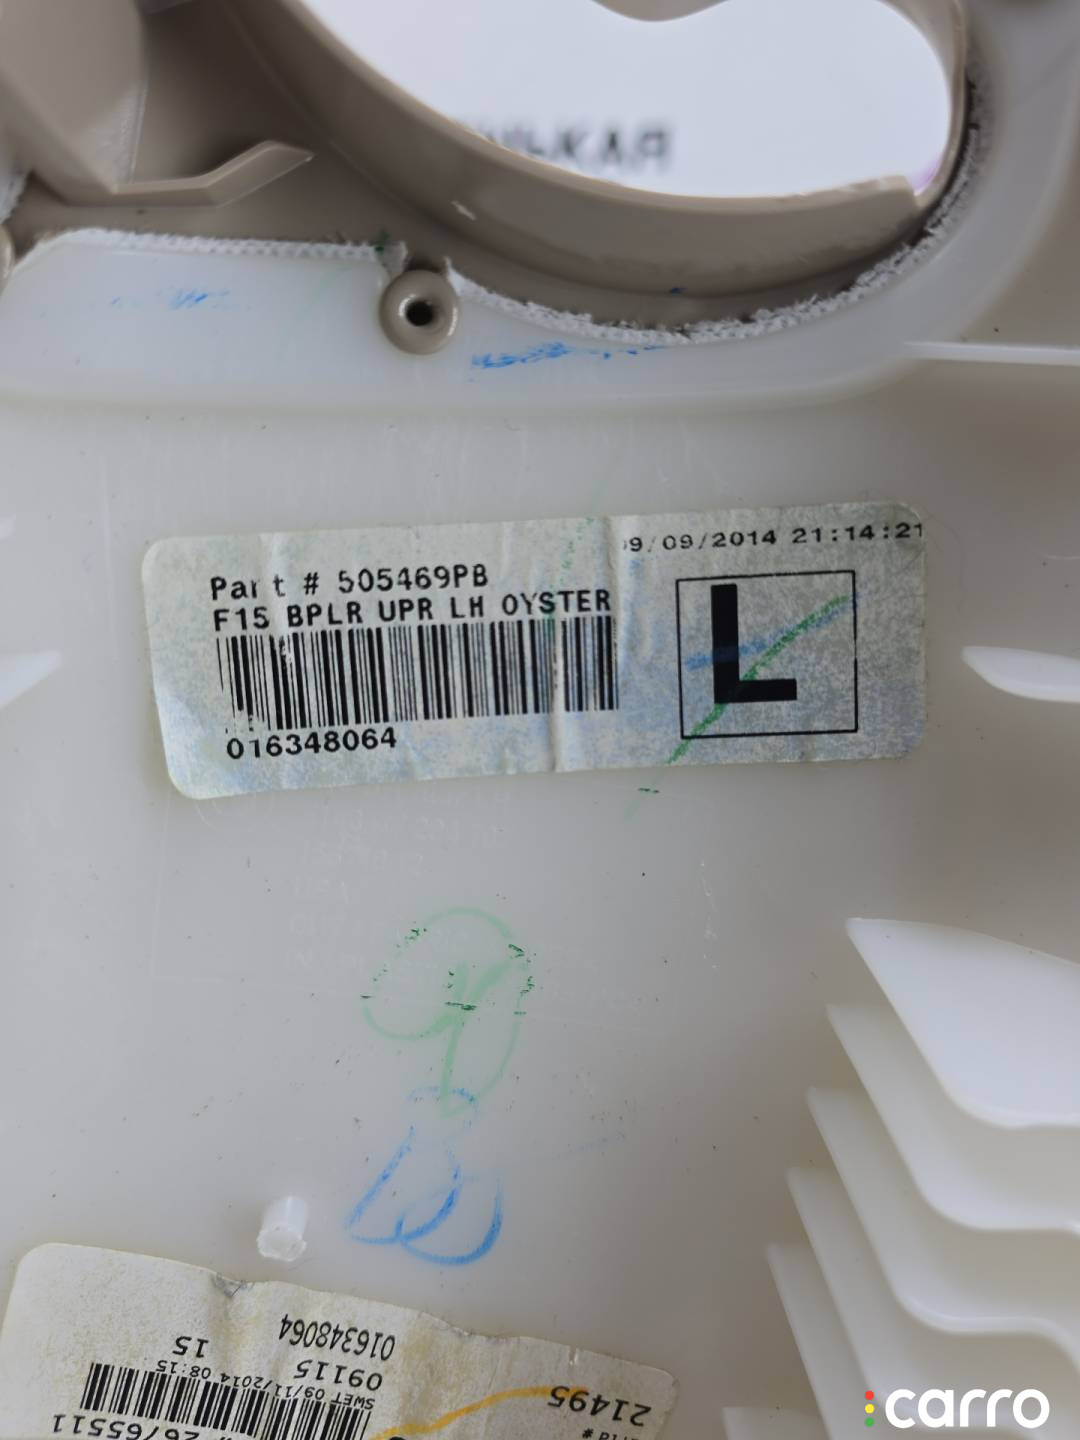 Part # 505469PB
F15 BPLR UPR LH OYSTER
016348064
9/09/2014 21:14:21
L
016348064
15
09115
SWET 09/11/2014 08:15
21495
26765511
carro